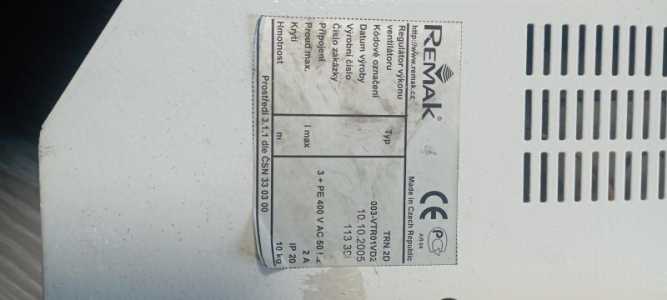 REMAK®
http://www.remak.cz
Made in Czech Republic
CE
Regulátor výkonu
ventilátoru
Typ
TRN 2D
Kódové označení
003-VTR01VD2
Datum výroby
10.10.2005
Výrobní číslo
113 30
Číslo zakázky
Připojení
3 + PE 400 V AC 50
Proud max.
I max
2 A
Krytí
IP 20
Hmotnost
m
10 kg
Prostředí 3.1.1 dle ČSN 33 03 00